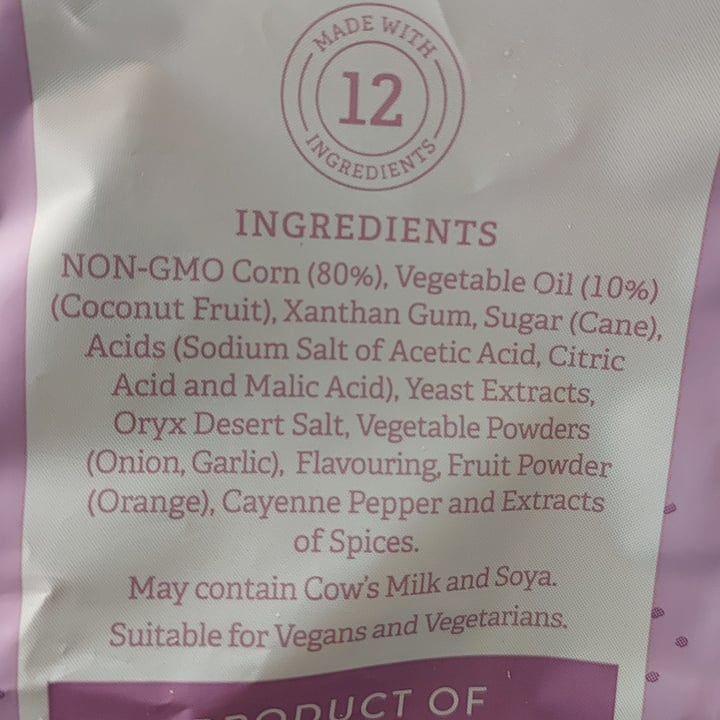 MADE WITH
12
INGREDIENTS
INGREDIENTS
NON-GMO Corn (80%), Vegetable Oil (10%)
(Coconut Fruit), Xanthan Gum, Sugar (Cane),
Acids (Sodium Salt of Acetic Acid, Citric
Acid and Malic Acid), Yeast Extracts,
Oryx Desert Salt, Vegetable Powders
(Onion, Garlic), Flavouring, Fruit Powder
(Orange), Cayenne Pepper and Extracts
of Spices.
May contain Cow's Milk and Soya.
Suitable for Vegans and Vegetarians.
PRODUCT OF